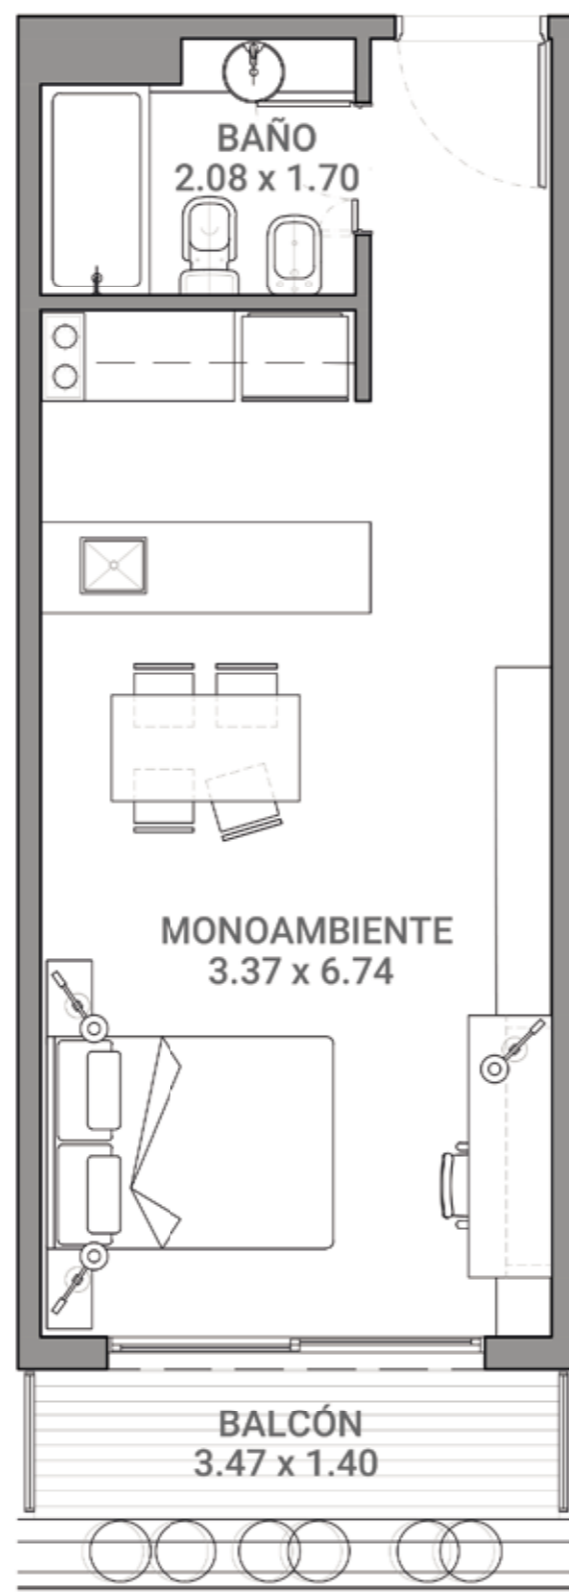 BAÑO
2.08 x 1.70
MONOAMBIENTE
3.37 x 6.74
BALCÓN
3.47 x 1.40